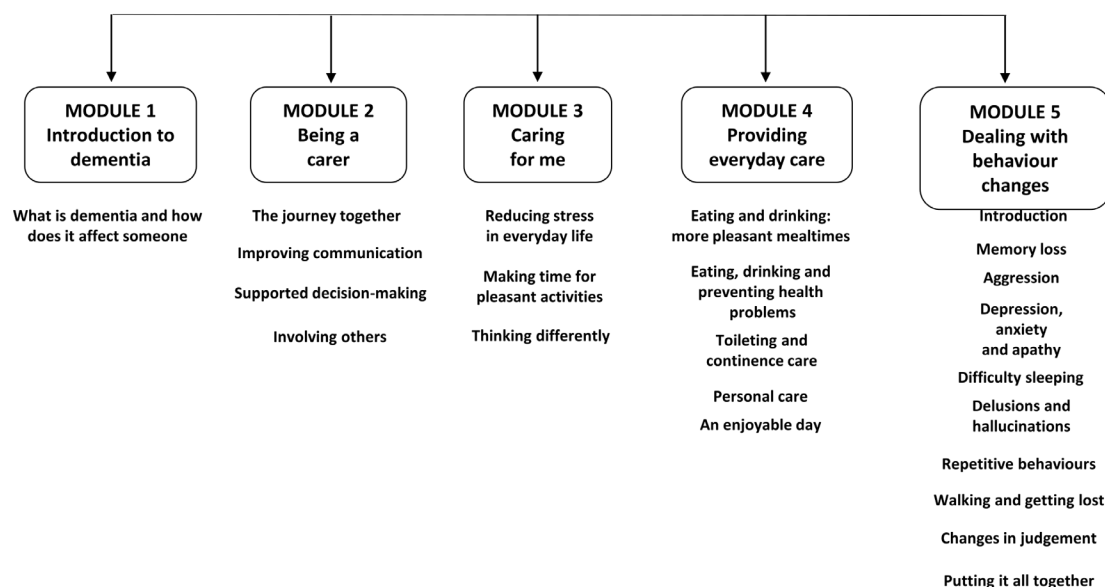 MODULE 1
Introduction to
dementia
What is dementia and how
does it affect someone
MODULE 2
Being a
carer
The journey together
Improving communication
Supported decision-making
Involving others
MODULE 3
Caring
for me
Reducing stress
in everyday life
Making time for
pleasant activities
Thinking differently
MODULE 4
Providing
everyday care
Eating and drinking:
more pleasant mealtimes
Eating, drinking and
preventing health
problems
Toileting and
continence care
Personal care
An enjoyable day
MODULE 5
Dealing with
behaviour
changes
Introduction
Memory loss
Aggression
Depression,
anxiety
and apathy
Difficulty sleeping
Delusions and
hallucinations
Repetitive behaviours
Walking and getting lost
Changes in judgement
Putting it all together